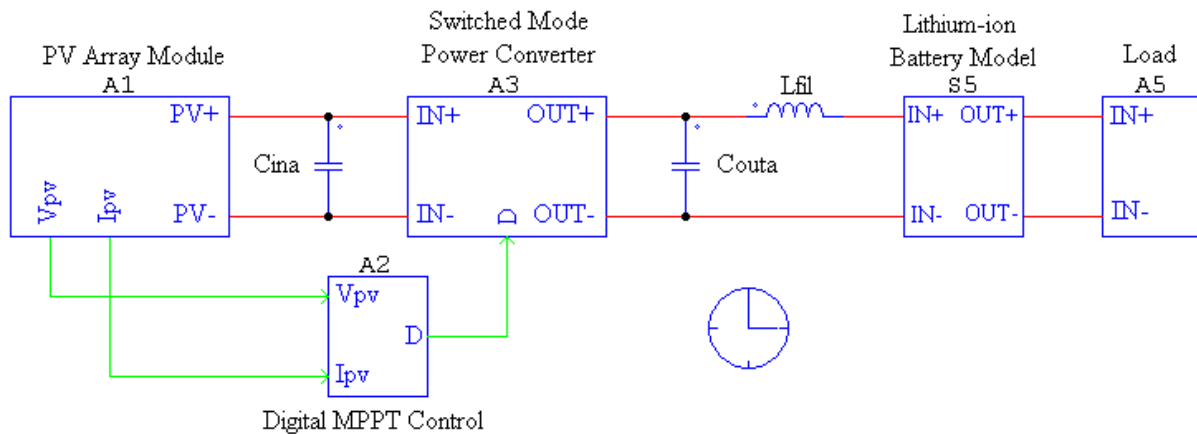 Switched Mode
Power Converter
Lithium-ion
Battery Model
PV Array Module
Load
A1
A3
S5
A5
Lfil
PV+
IN+
OUT+
IN+
OUT+
IN+
Cina
Couta
Vpv
Ipv
PV-
IN-
D
OUT-
IN-
OUT-
IN-
A2
Vpv
D
Ipv
Digital MPPT Control